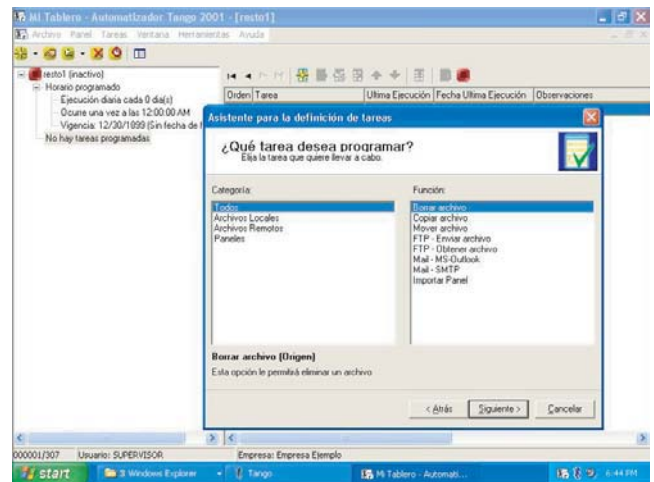 Mi Tablero - Automatizador Tango 2001 - [resto1]
Archivo Panel Tareas Ventana Herramientas Ayuda
resto1 (inactivo)
Horario programado
Ejecución diaria cada 0 dia(s)
Ocurre una vez a las 12:00:00 AM
Vigencia: 12/30/1899 (Sin fecha de f
No hay tareas programadas
Orden Tarea Ultima Ejecución Fecha Ultima Ejecución Observaciones
Asistente para la definición de tareas
¿Qué tarea desea programar?
Elija la tarea que quiere llevar a cabo.
Categoría:
Todos
Archivos Locales
Archivos Remotos
Paneles
Función:
Borrar archivo
Copiar archivo
Mover archivo
FTP - Enviar archivo
FTP - Obtener archivo
Mail - MS-Outlook
Mail - SMTP
Importar Panel
Borrar archivo (Origen)
Esta opción le permitirá eliminar un archivo
< Atrás Siguiente > Cancelar
000001/307 Usuario: SUPERVISOR Empresa: Empresa Ejemplo
start 3 Windows Explorer Tango Mi Tablero - Automati... 6:44 PM